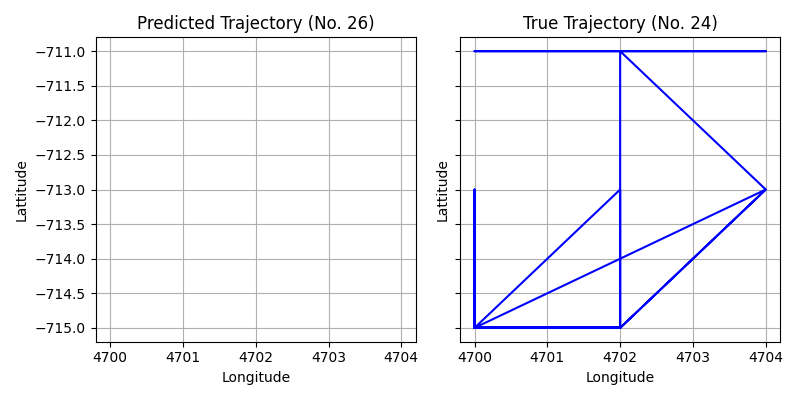 Predicted Trajectory (No. 26)
True Trajectory (No. 24)
Lattitude
−711.0
−711.5
−712.0
−712.5
−713.0
−713.5
−714.0
−714.5
−715.0
4700 4701 4702 4703 4704
Longitude
Lattitude
4700 4701 4702 4703 4704
Longitude